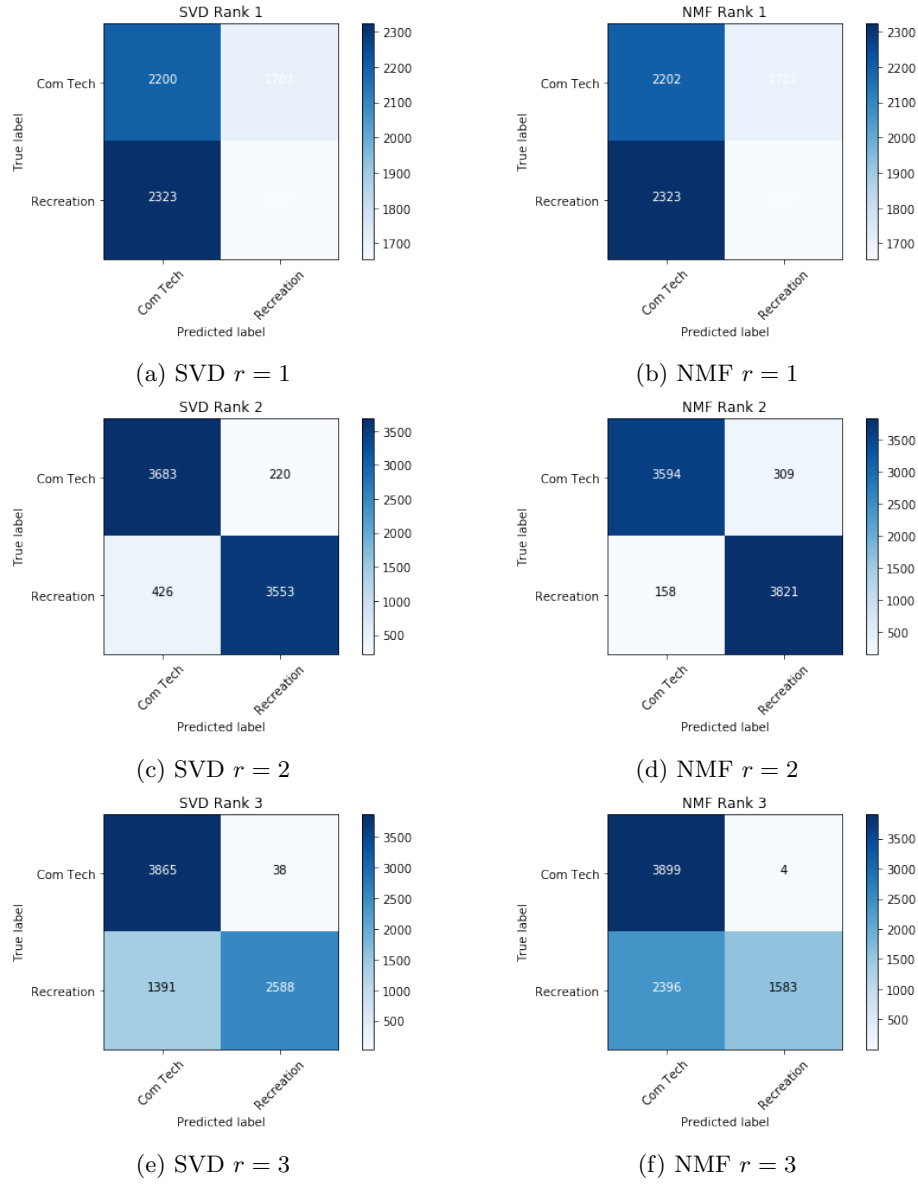 SVD Rank 1
NMF Rank 1
Com Tech 2200 1703
Recreation 2323
True label
2300
2200
2100
2000
1900
1800
1700
Com Tech Recreation
Predicted label
Com Tech 2202 1701
Recreation 2323
True label
2300
2200
2100
2000
1900
1800
1700
Com Tech Recreation
Predicted label
(a) SVD r = 1
(b) NMF r = 1
SVD Rank 2
NMF Rank 2
Com Tech 3683 220
Recreation 426 3553
True label
3500
3000
2500
2000
1500
1000
500
Com Tech Recreation
Predicted label
Com Tech 3594 309
Recreation 158 3821
True label
3500
3000
2500
2000
1500
1000
500
Com Tech Recreation
Predicted label
(c) SVD r = 2
(d) NMF r = 2
SVD Rank 3
NMF Rank 3
Com Tech 3865 38
Recreation 1391 2588
True label
3500
3000
2500
2000
1500
1000
500
Com Tech Recreation
Predicted label
Com Tech 3899 4
Recreation 2396 1583
True label
3500
3000
2500
2000
1500
1000
500
Com Tech Recreation
Predicted label
(e) SVD r = 3
(f) NMF r = 3